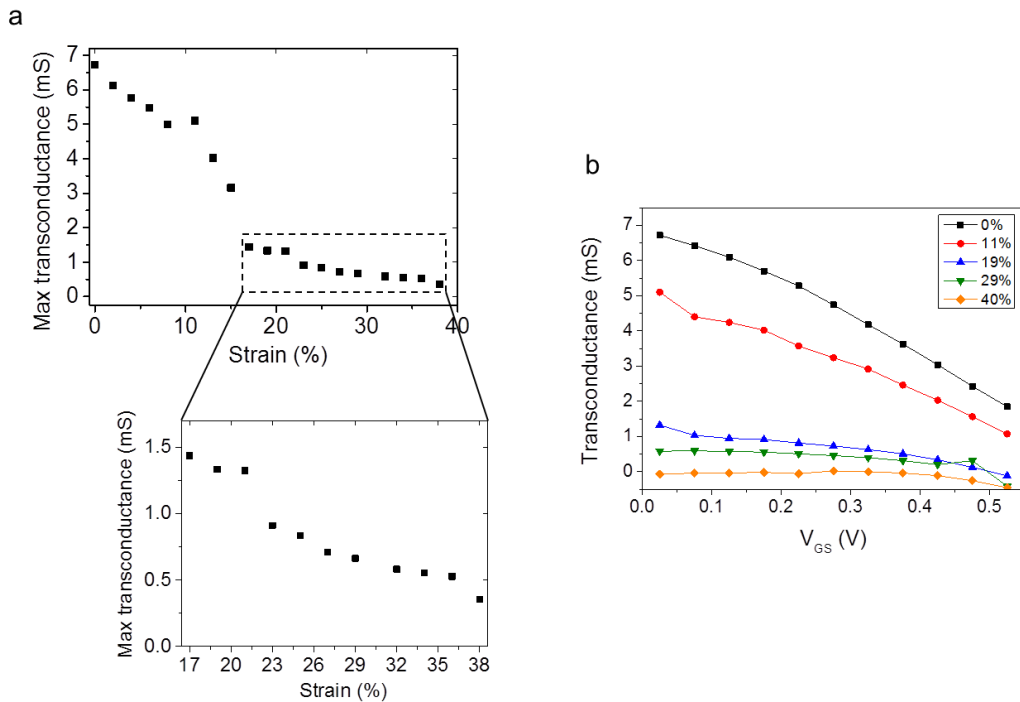 a
Max transconductance (mS)
7
6
5
4
3
2
1
0
0 10 20 30 40
Strain (%)
Max transconductance (mS)
1.5
1.0
0.5
0.0
17 20 23 26 29 32 35 38
Strain (%)
b
Transconductance (mS)
7
6
5
4
3
2
1
0
0%
11%
19%
29%
40%
0.0 0.1 0.2 0.3 0.4 0.5
V_GS (V)